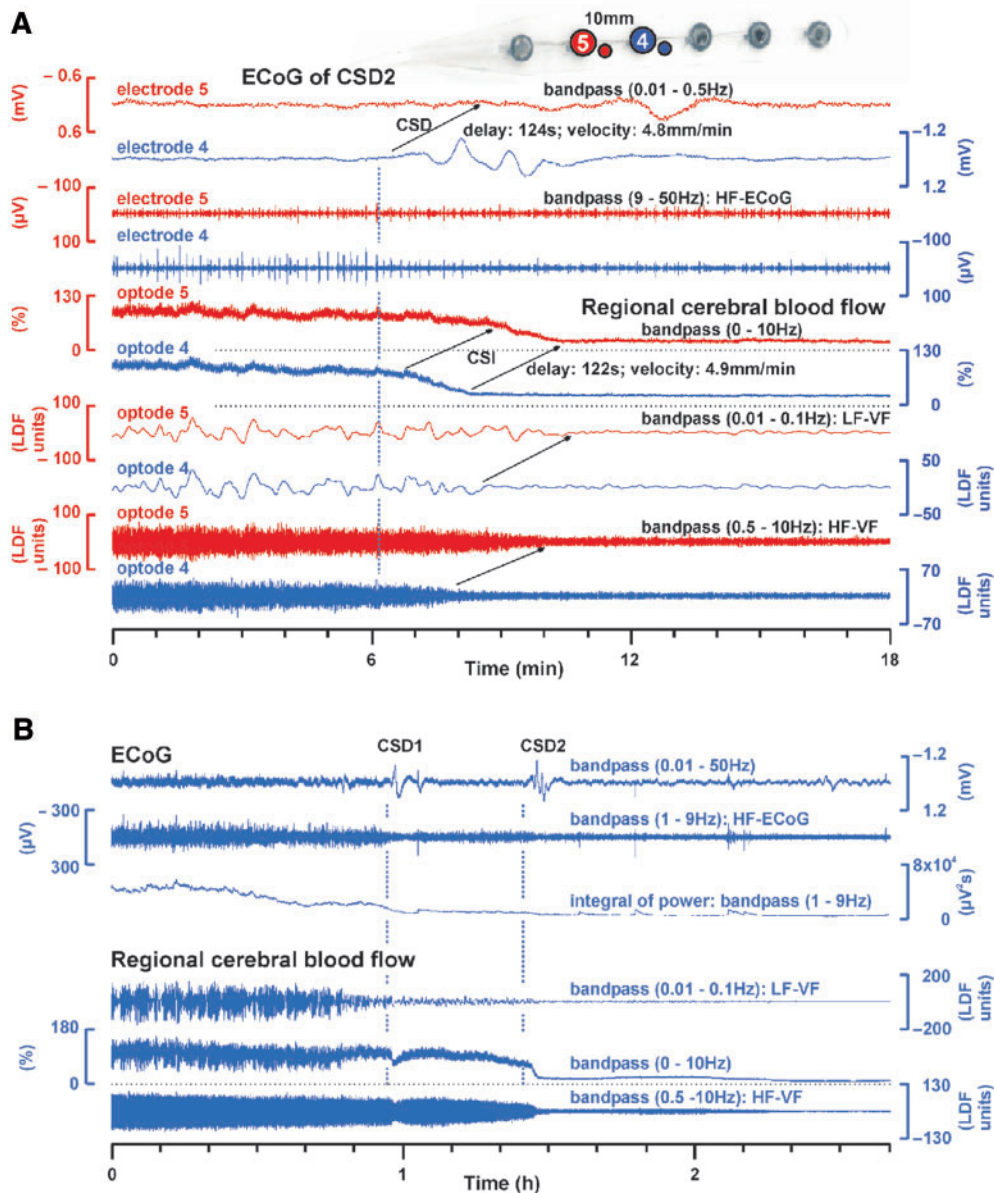 A
10mm
5
4
ECoG of CSD2
− 0.6
(mV)
0.6
electrode 5
bandpass (0.01 - 0.5Hz)
CSD
delay: 124s; velocity: 4.8mm/min
electrode 4
-1.2
(mV)
1.2
− 100
(µV)
100
electrode 5
bandpass (9 - 50Hz): HF-ECoG
electrode 4
-100
(µV)
100
130
(%)
0
optode 5
Regional cerebral blood flow
bandpass (0 - 10Hz)
optode 4
CSI
delay: 122s; velocity: 4.9mm/min
130
(%)
0
100
(LDF units)
− 100
optode 5
bandpass (0.01 - 0.1Hz): LF-VF
optode 4
50
(LDF units)
-50
100
(LDF units)
− 100
optode 5
bandpass (0.5 - 10Hz): HF-VF
optode 4
70
(LDF units)
−70
0
6
12
18
Time (min)
B
ECoG
CSD1
CSD2
bandpass (0.01 - 50Hz)
−1.2
(mV)
1.2
− 300
(µV)
300
bandpass (1 - 9Hz): HF-ECoG
integral of power: bandpass (1 - 9Hz)
8x10⁴
(µV²s)
0
Regional cerebral blood flow
bandpass (0.01 - 0.1Hz): LF-VF
200
(LDF units)
−200
180
(%)
0
bandpass (0 - 10Hz)
bandpass (0.5 -10Hz): HF-VF
130
(LDF units)
−130
0
1
2
Time (h)